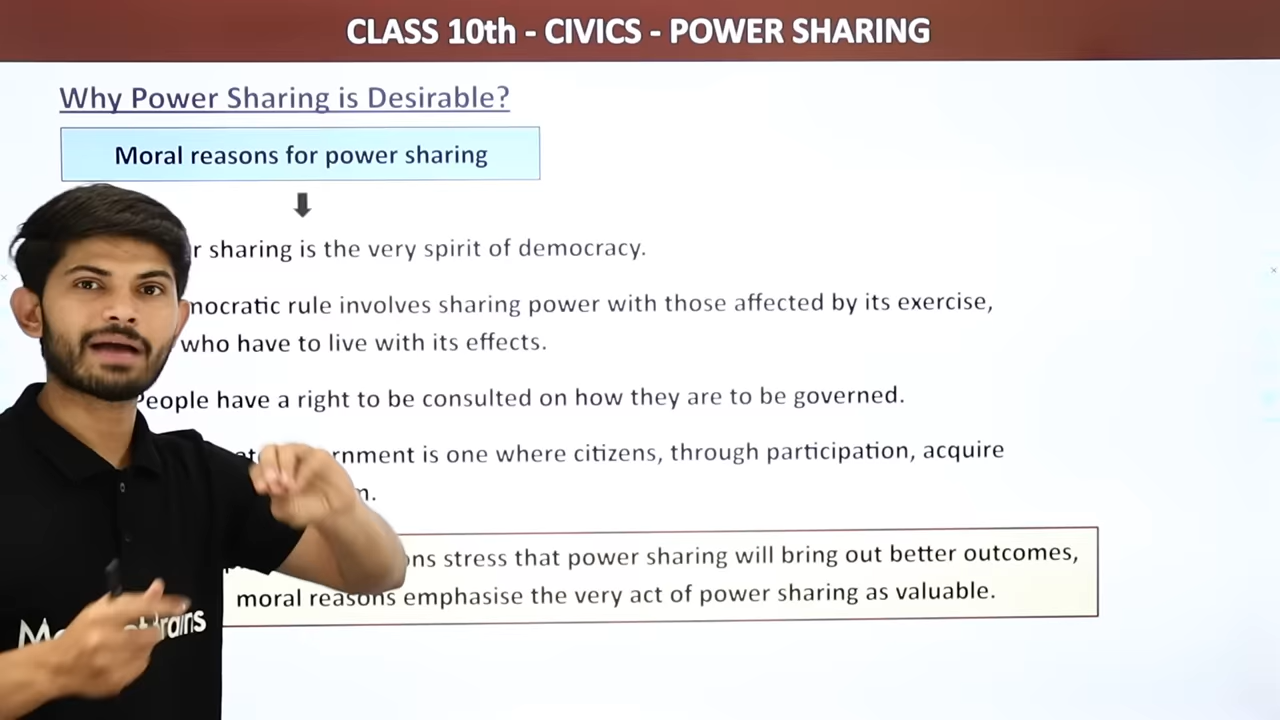 CLASS 10th - CIVICS - POWER SHARING
Why Power Sharing is Desirable?
Moral reasons for power sharing
sharing is the very spirit of democracy.
rule involves sharing power with those affected by its exercise,
who have to live with its effects.
People have a right to be consulted on how they are to be governed.
is one where citizens, through participation, acquire
stress that power sharing will bring out better outcomes,
moral reasons emphasise the very act of power sharing as valuable.